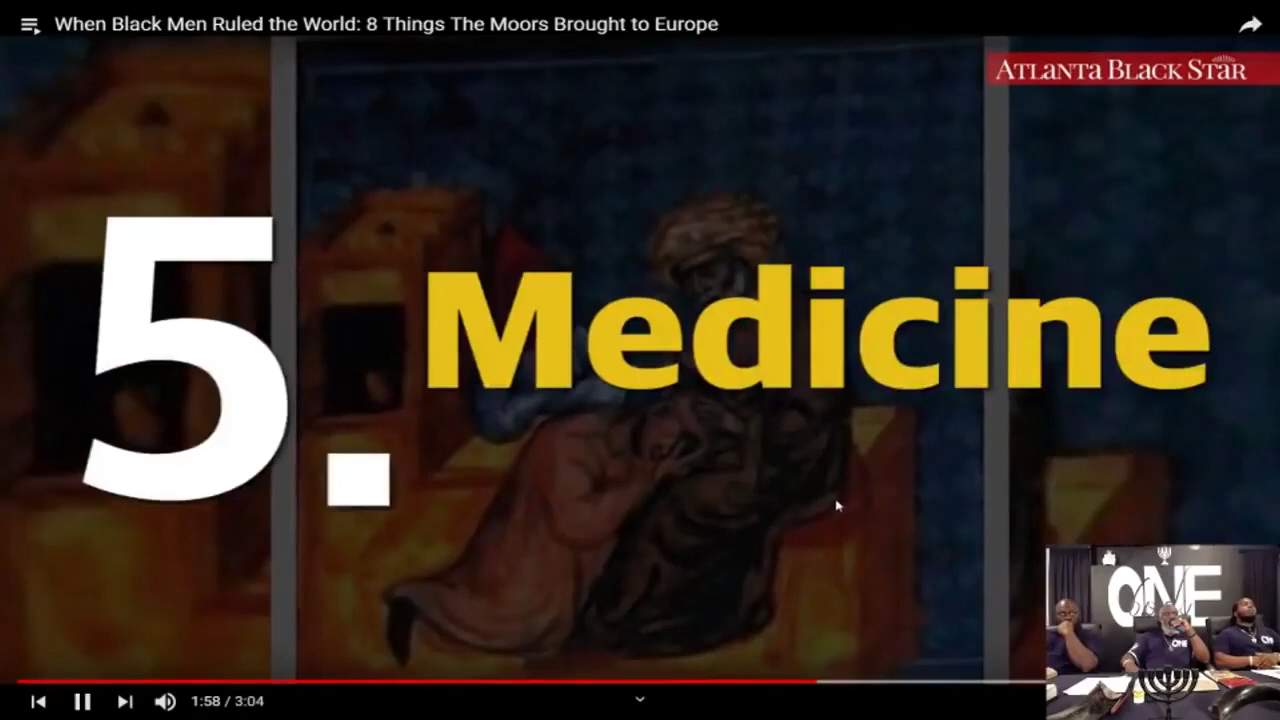 When Black Men Ruled the World: 8 Things The Moors Brought to Europe
ATLANTA BLACK STAR
5. Medicine
ONE
ONE
1:58 / 3:04